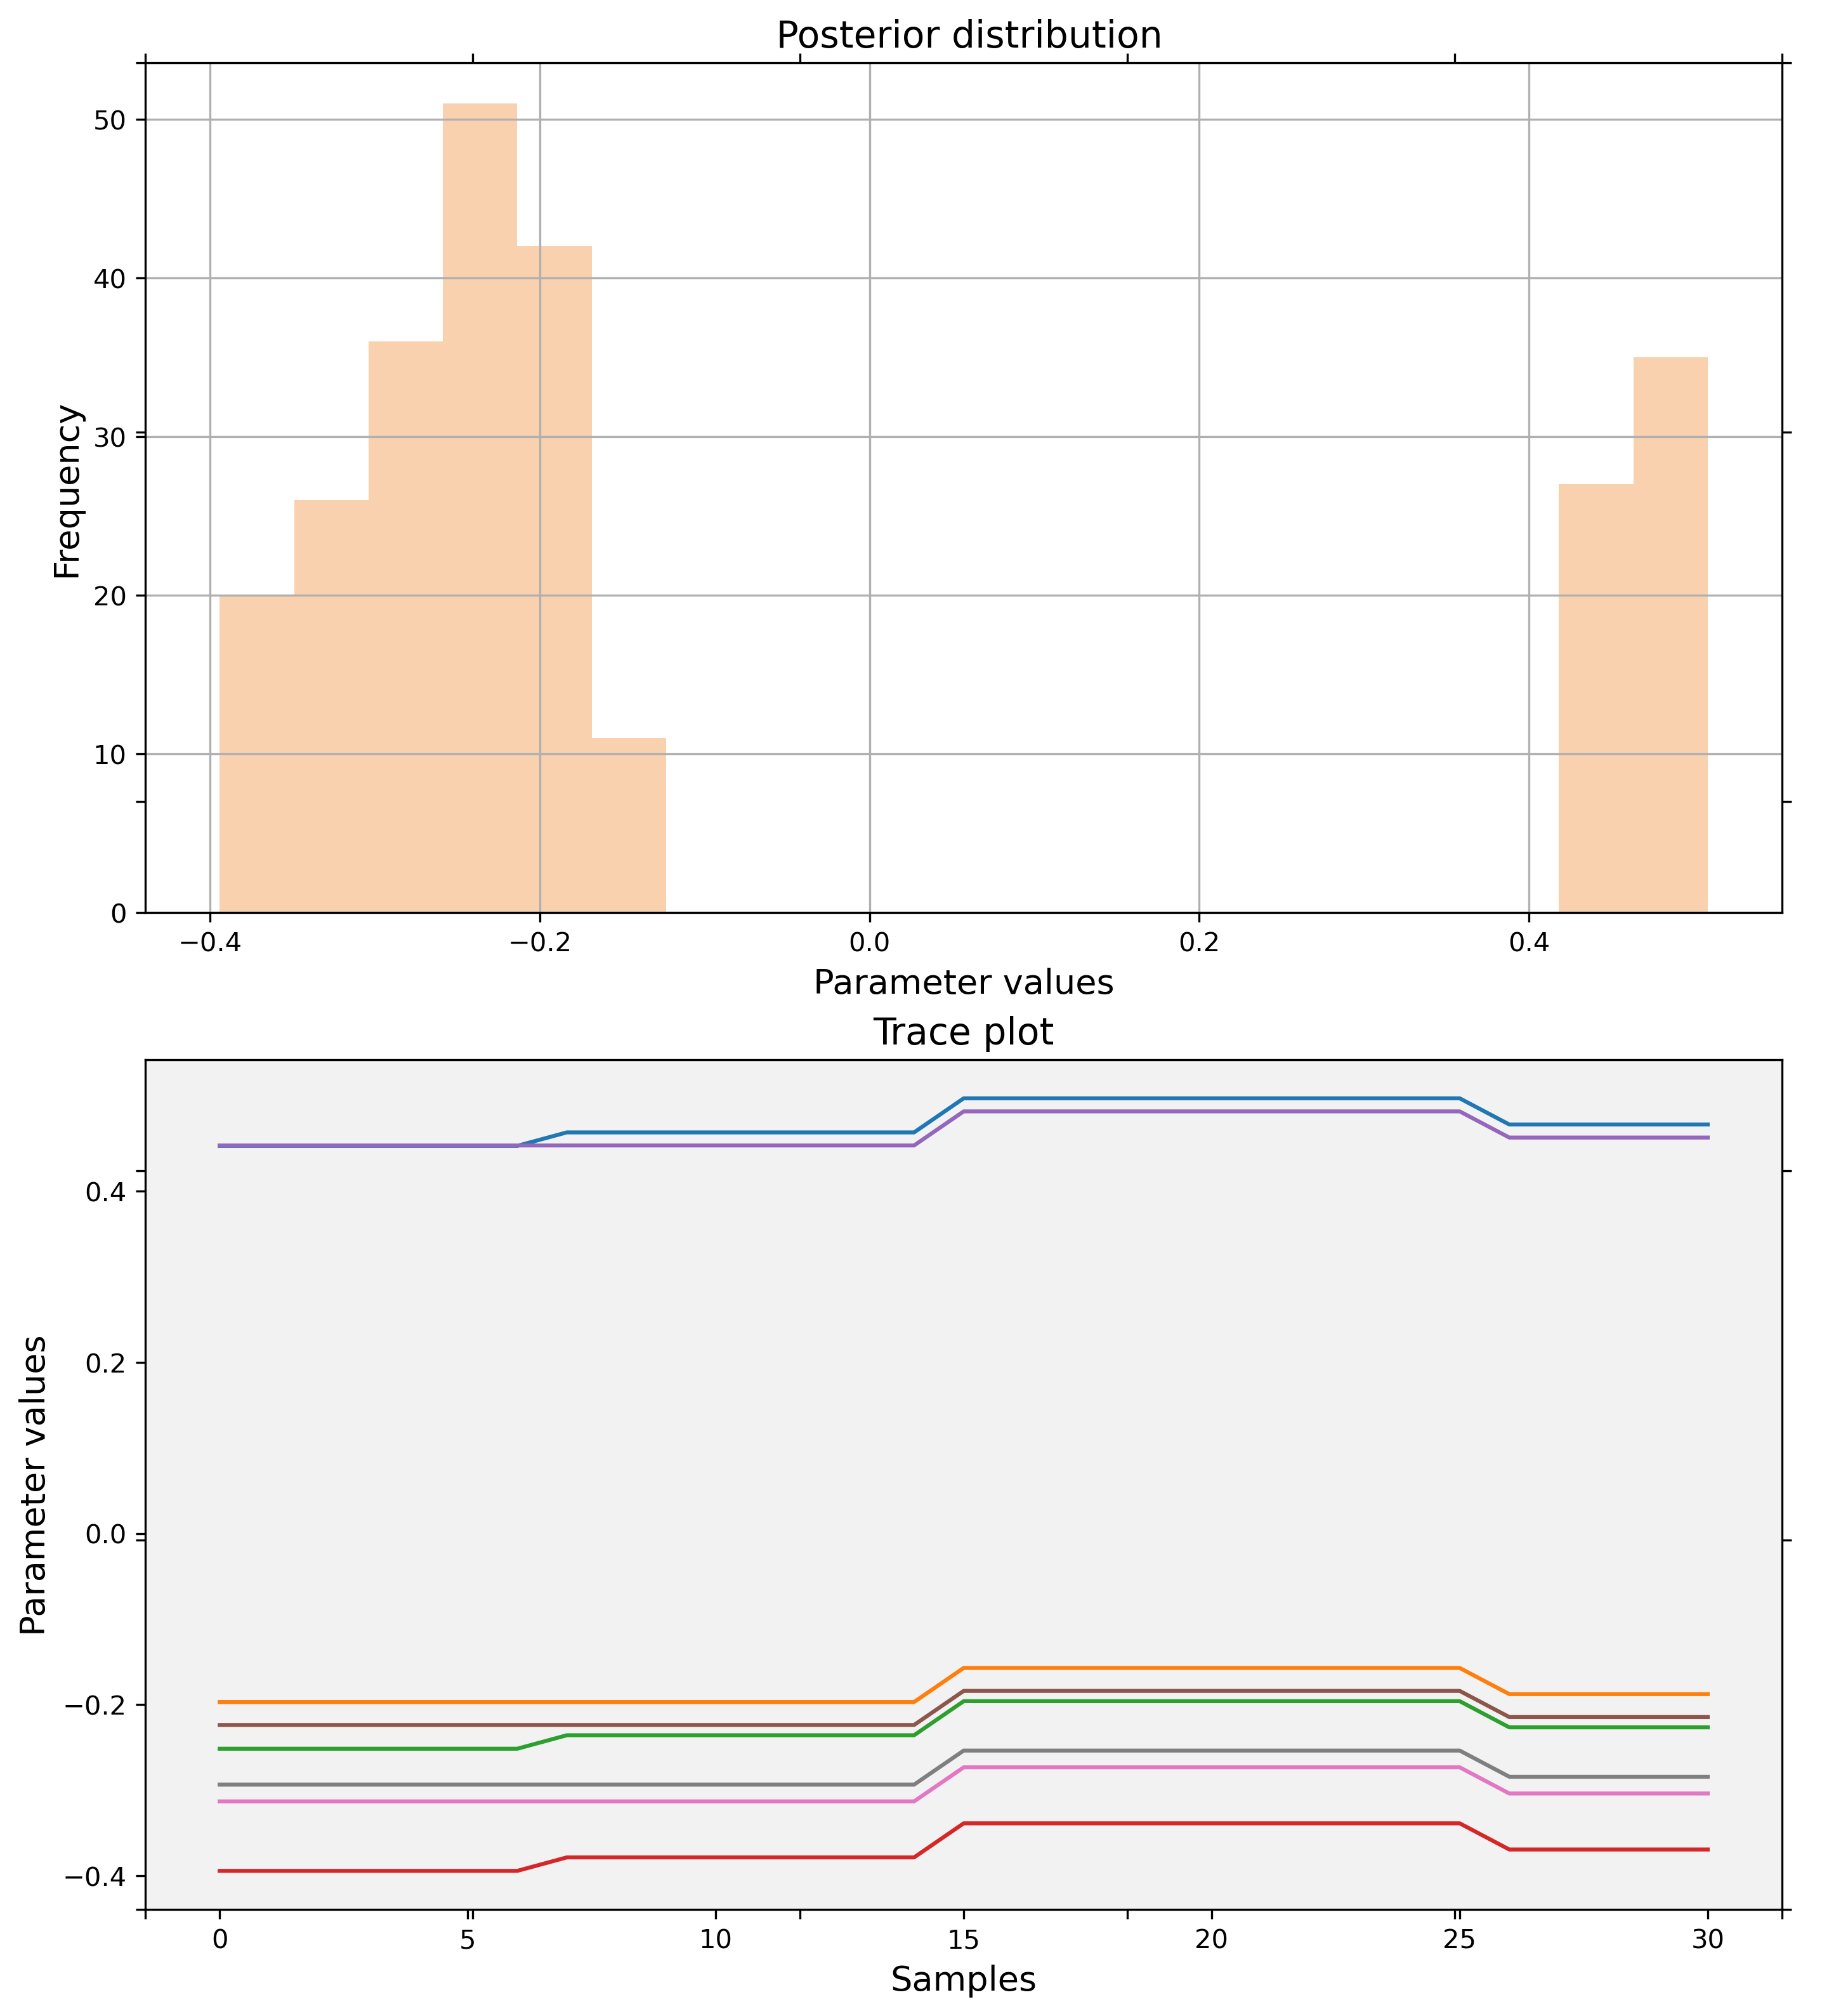 Posterior distribution
50
40
30
20
10
0
Frequency
−0.4 −0.2 0.0 0.2 0.4
Parameter values
Trace plot
0.4
0.2
0.0
−0.2
−0.4
Parameter values
0 5 10 15 20 25 30
Samples